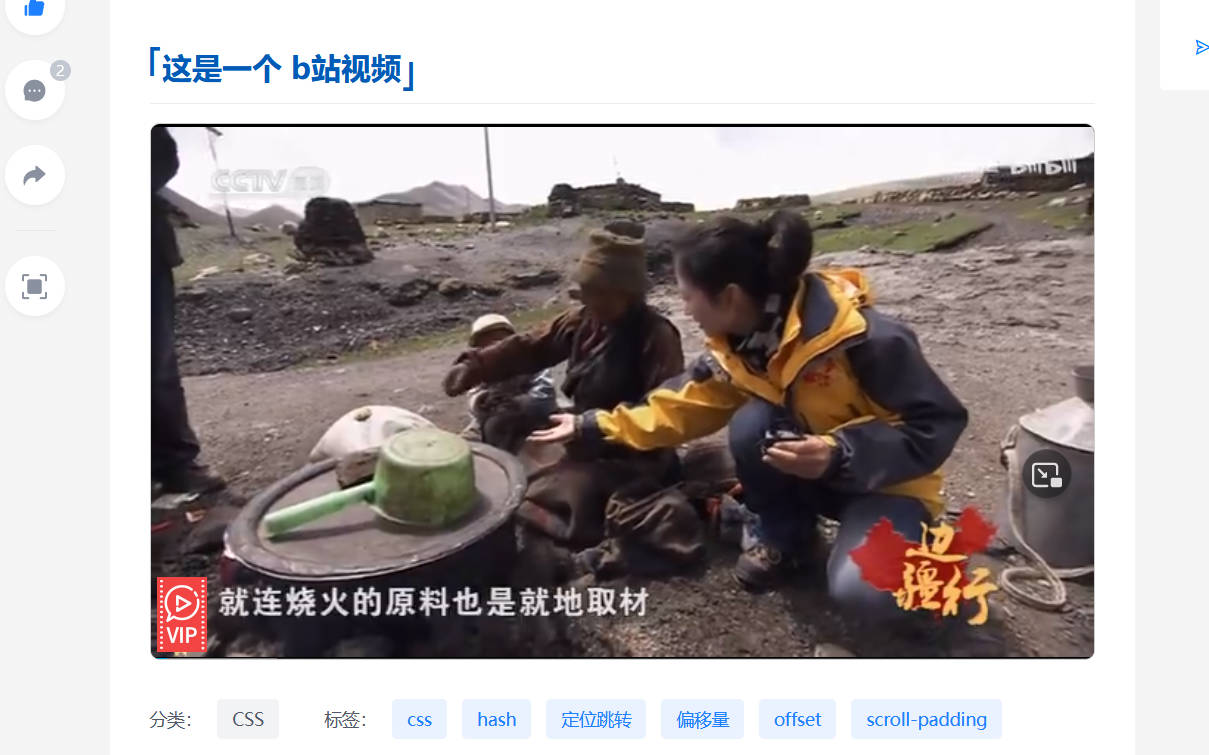 2
「这是一个 b站视频」
CCTV
bilibili
就连烧火的原料也是就地取材
VIP
边疆行
分类： CSS 标签： css hash 定位跳转 偏移量 offset scroll-padding